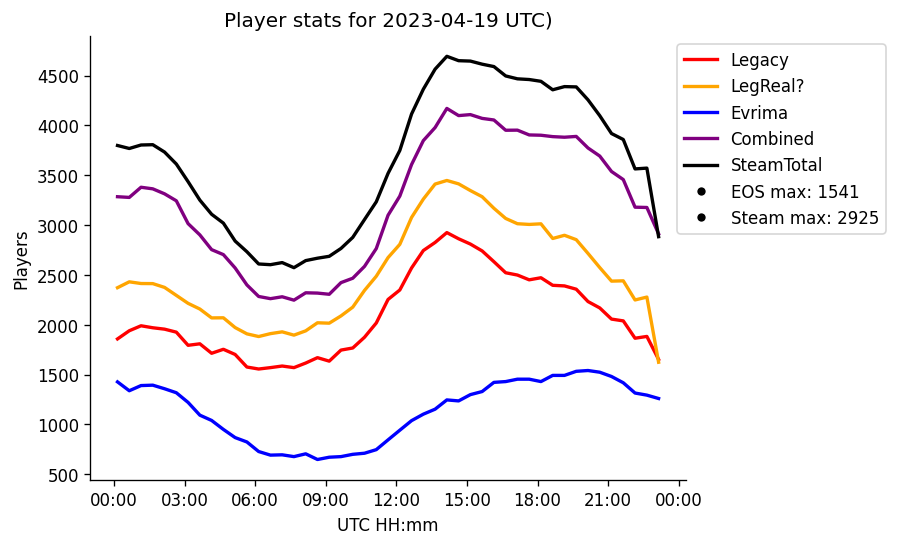 Player stats for 2023-04-19 UTC)
Players
4500
4000
3500
3000
2500
2000
1500
1000
500
00:00 03:00 06:00 09:00 12:00 15:00 18:00 21:00 00:00
UTC HH:mm
Legacy
LegReal?
Evrima
Combined
SteamTotal
EOS max: 1541
Steam max: 2925